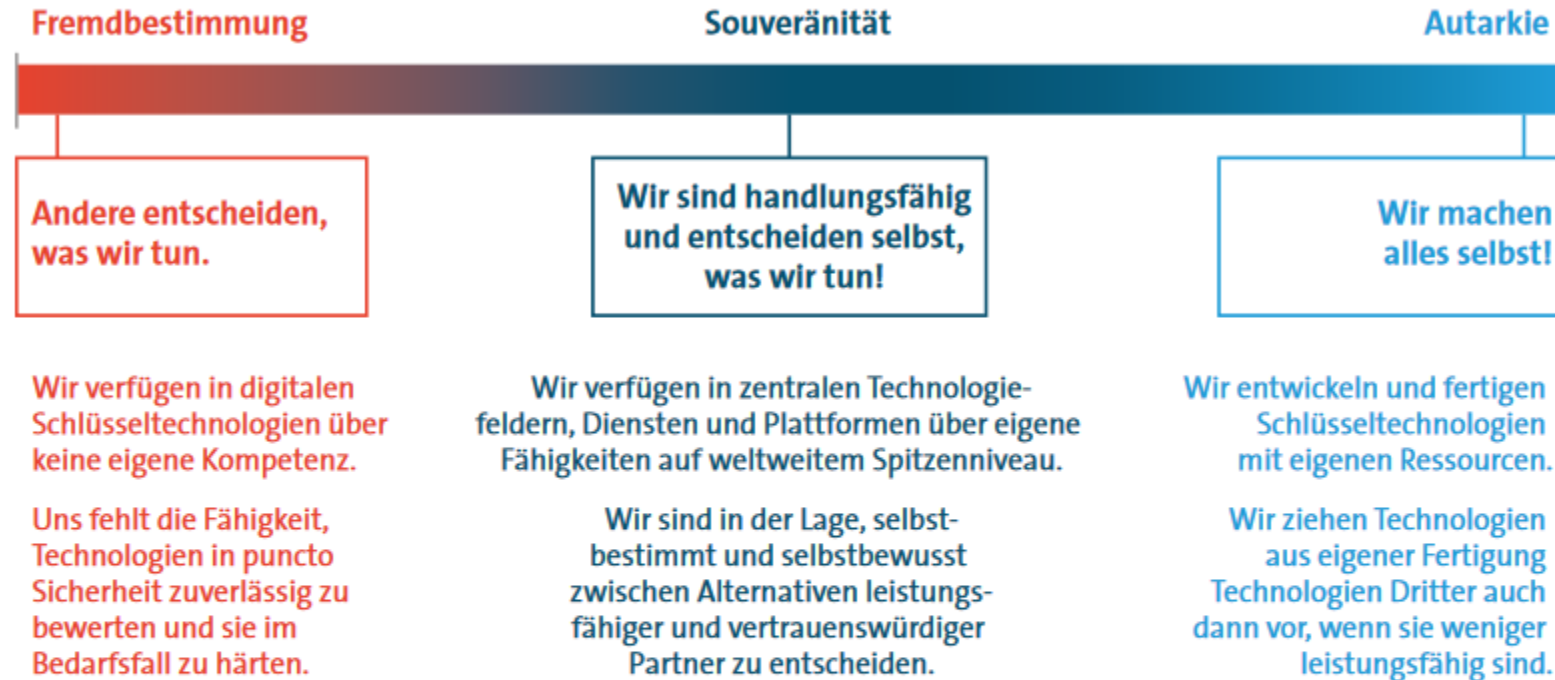 Fremdbestimmung
Souveränität
Autarkie
Andere entscheiden,
was wir tun.
Wir sind handlungsfähig
und entscheiden selbst,
was wir tun!
Wir machen
alles selbst!
Wir verfügen in digitalen
Schlüsseltechnologien über
keine eigene Kompetenz.
Uns fehlt die Fähigkeit,
Technologien in puncto
Sicherheit zuverlässig zu
bewerten und sie im
Bedarfsfall zu härten.
Wir verfügen in zentralen Technologie-
feldern, Diensten und Plattformen über eigene
Fähigkeiten auf weltweitem Spitzenniveau.
Wir sind in der Lage, selbst-
bestimmt und selbstbewusst
zwischen Alternativen leistungs-
fähiger und vertrauenswürdiger
Partner zu entscheiden.
Wir entwickeln und fertigen
Schlüsseltechnologien
mit eigenen Ressourcen.
Wir ziehen Technologien
aus eigener Fertigung
Technologien Dritter auch
dann vor, wenn sie weniger
leistungsfähig sind.